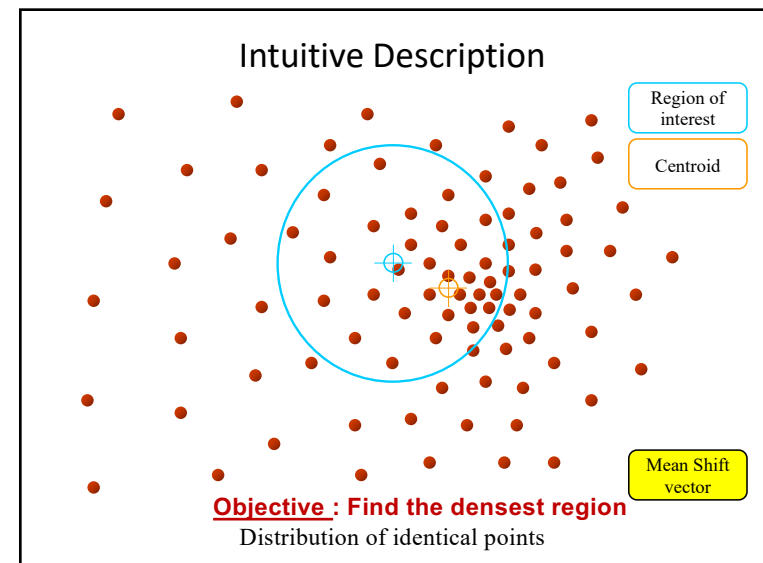 Intuitive Description
Region of
interest
Centroid
Mean Shift
vector
Objective : Find the densest region
Distribution of identical points